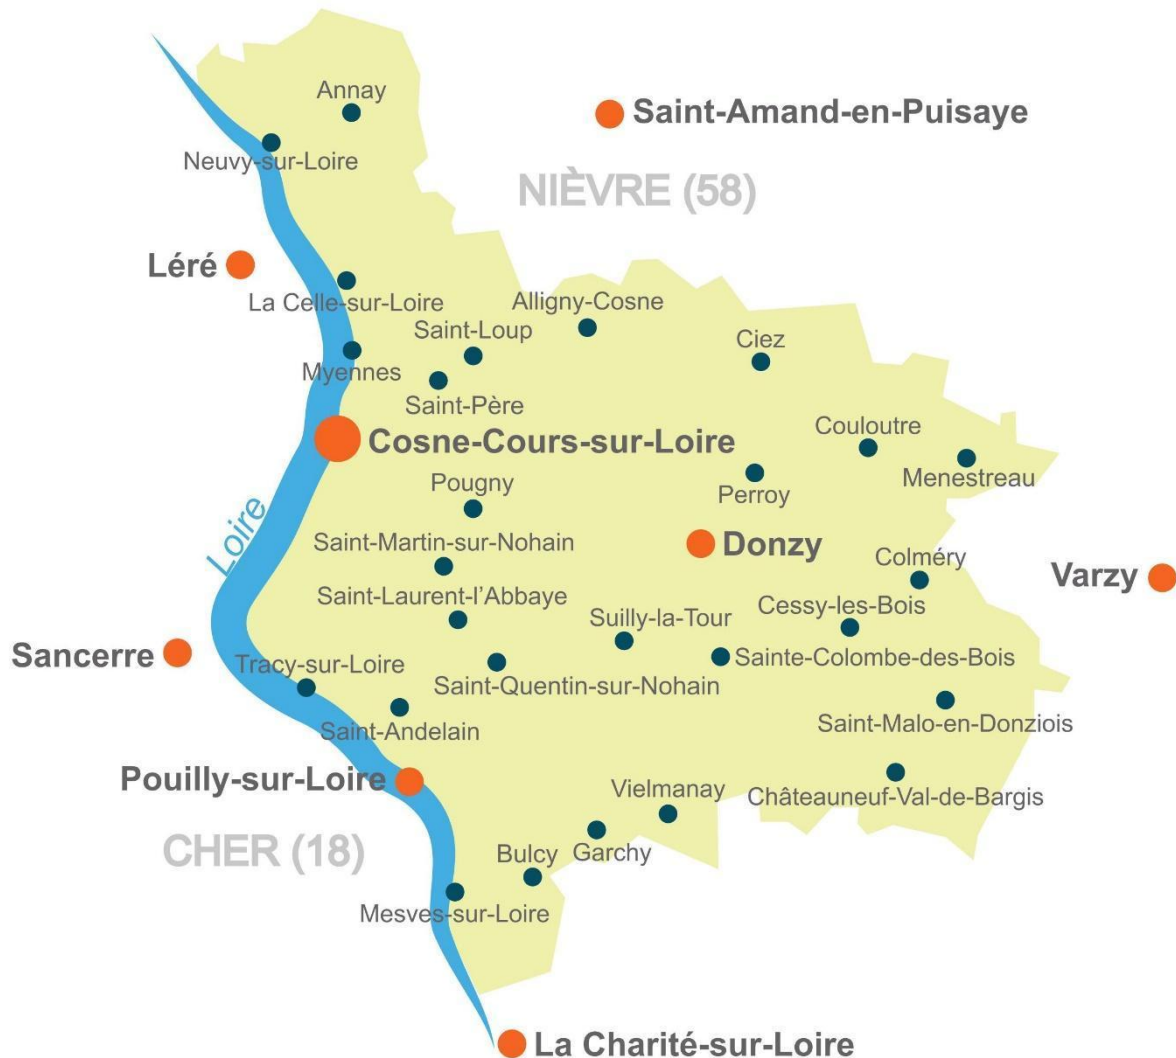 Annay
Saint-Amand-en-Puisaye
Neuvy-sur-Loire
NIÈVRE (58)
Léré
La Celle-sur-Loire
Alligny-Cosne
Saint-Loup
Ciez
Myennes
Saint-Père
Couloutre
Cosne-Cours-sur-Loire
Menestreau
Pougny
Perroy
Loire
Saint-Martin-sur-Nohain
Donzy
Colméry
Varzy
Saint-Laurent-l'Abbaye
Cessy-les-Bois
Suilly-la-Tour
Sancerre
Tracy-sur-Loire
Sainte-Colombe-des-Bois
Saint-Quentin-sur-Nohain
Saint-Andelain
Saint-Malo-en-Donziois
Pouilly-sur-Loire
Vielmanay
Châteauneuf-Val-de-Bargis
CHER (18)
Bulcy
Garchy
Mesves-sur-Loire
La Charité-sur-Loire